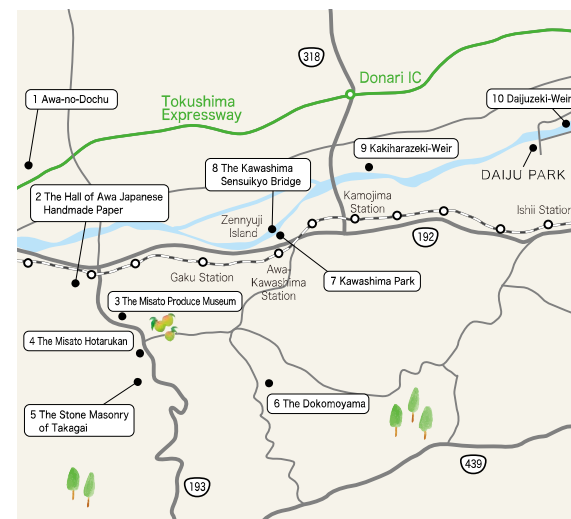 318
Donari IC
1 Awa-no-Dochu
Tokushima
Expressway
10 Daijuzeki-Weir
9 Kakiharazeki-Weir
8 The Kawashima
Sensuikyo Bridge
DAIJU PARK
2 The Hall of Awa Japanese
Handmade Paper
Kamojima
Station
Zennyuji
Island
Ishii Station
192
Gaku Station
Awa-
Kawashima
Station
7 Kawashima Park
3 The Misato Produce Museum
4 The Misato Hotarukan
5 The Stone Masonry
of Takagai
6 The Dokomoyama
439
193